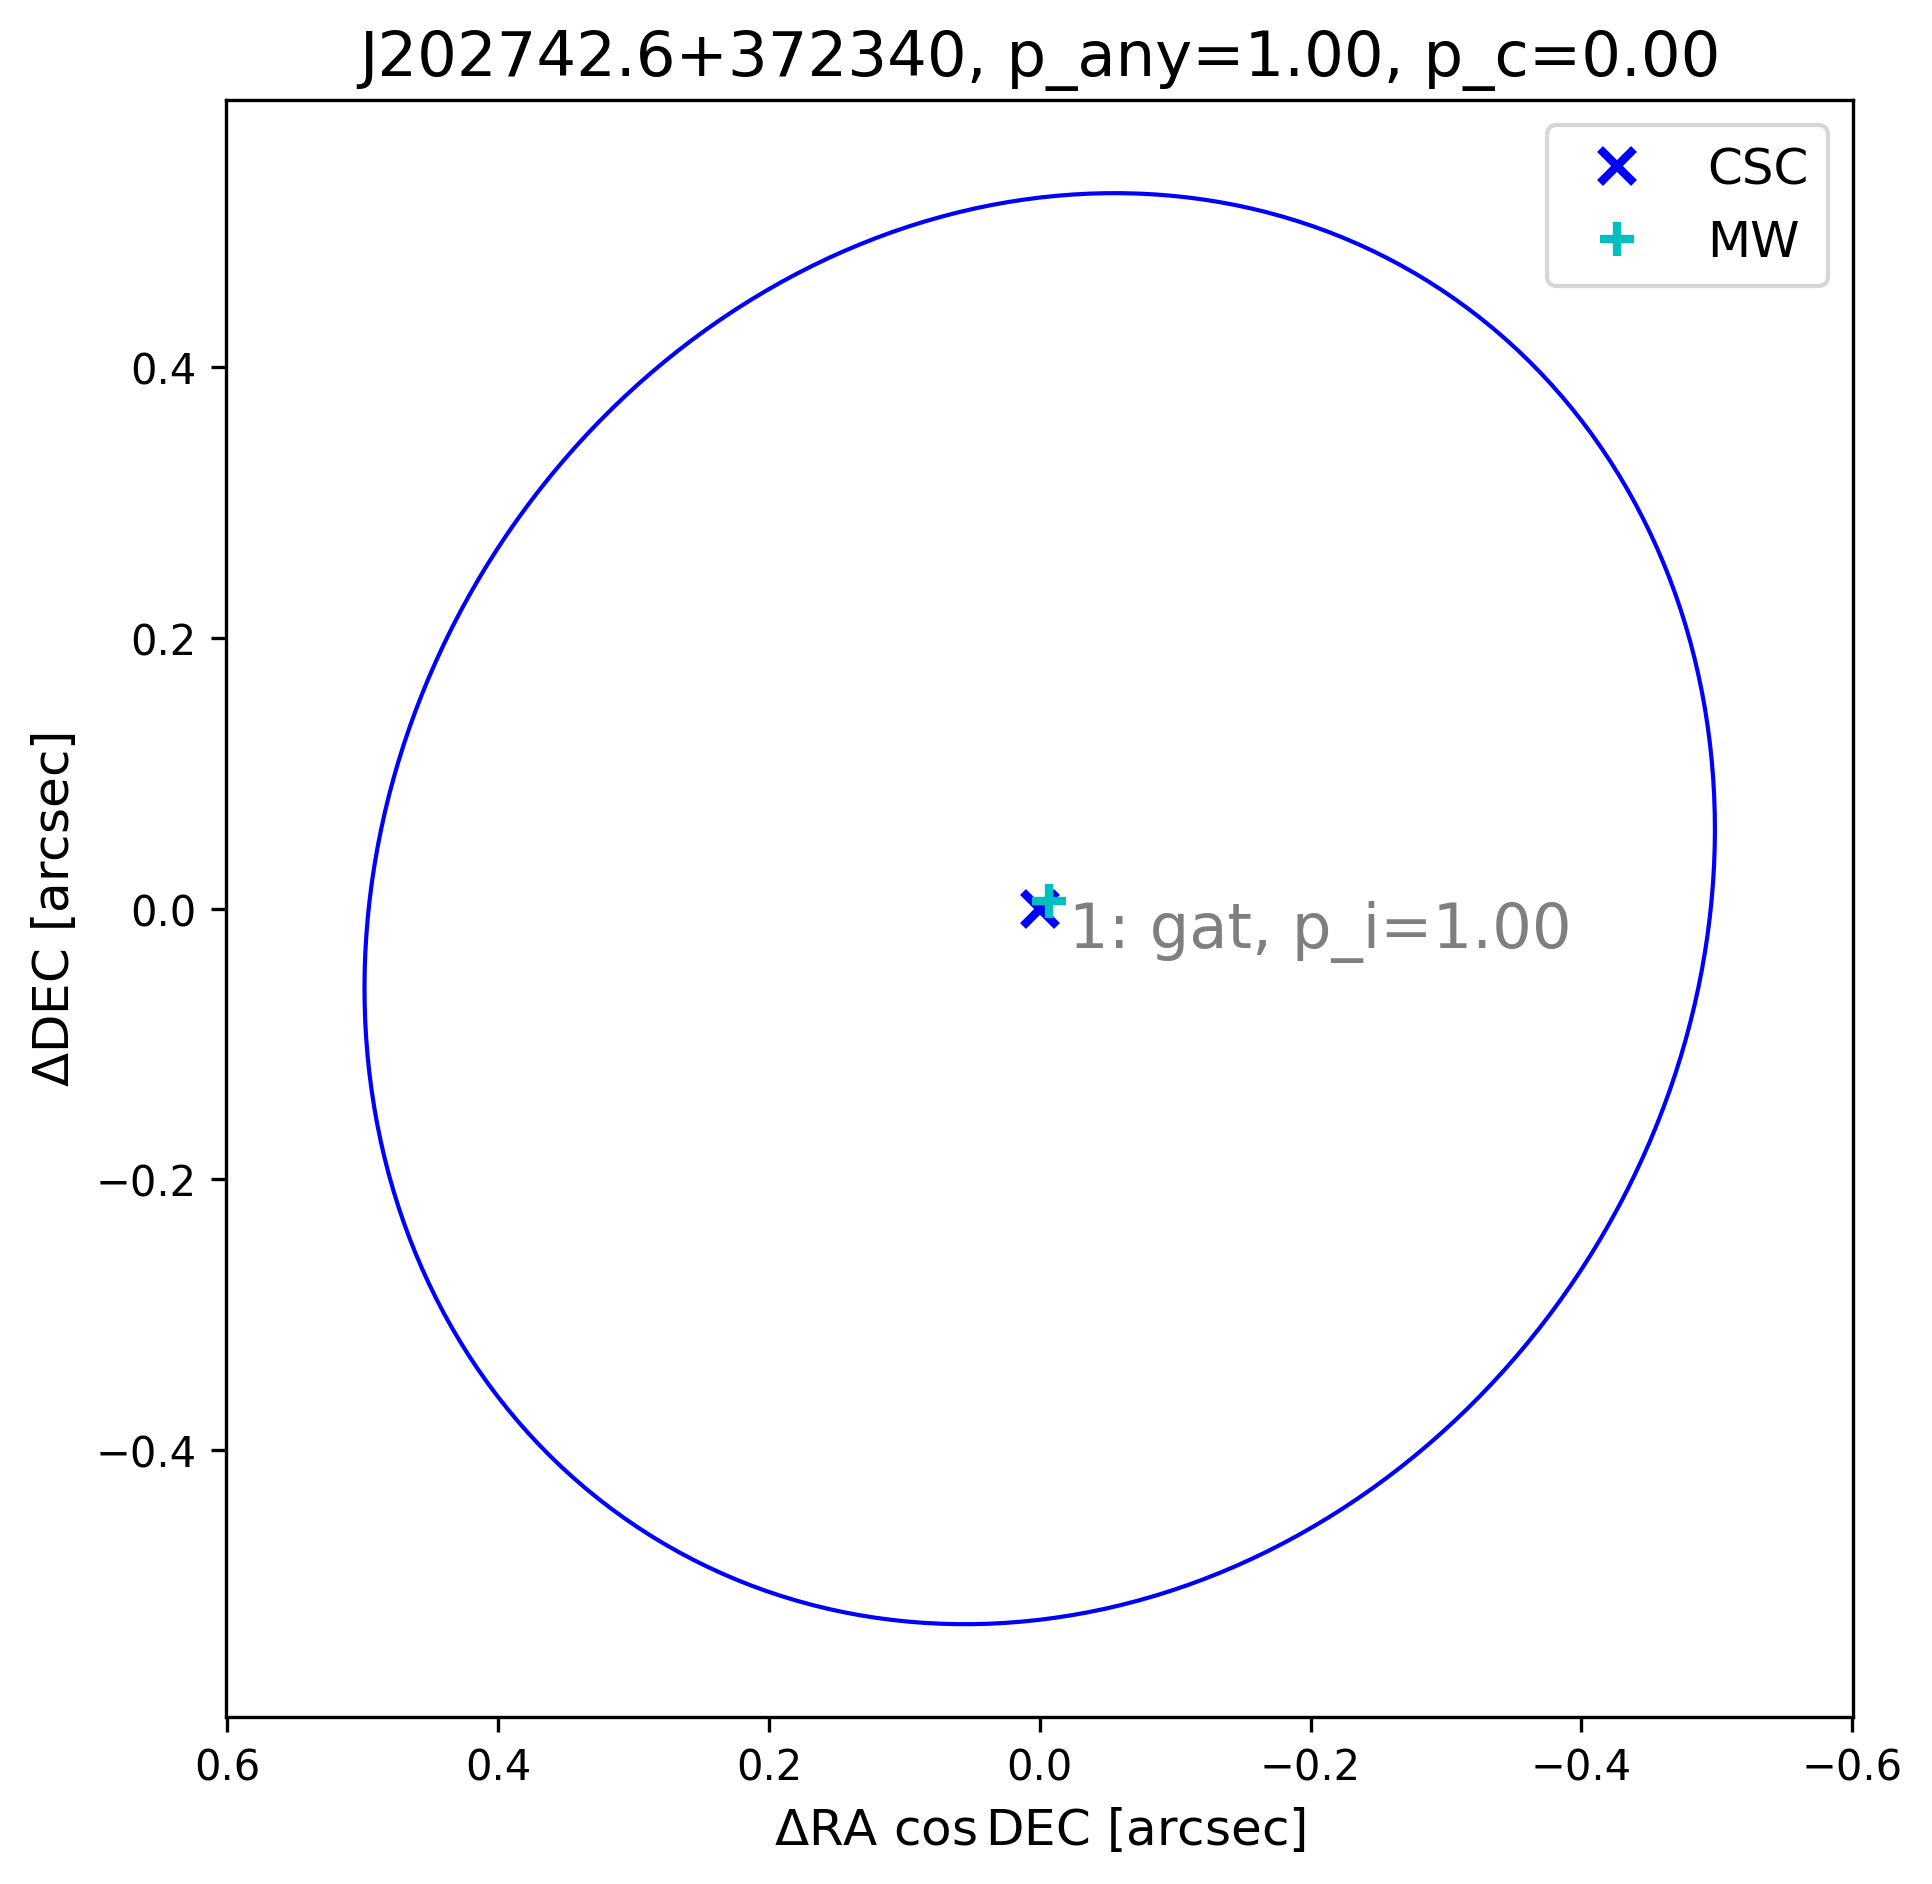 J202742.6+372340, p_any=1.00, p_c=0.00
CSC
MW
0.4
0.2
0.0
−0.2
−0.4
ΔDEC [arcsec]
1: gat, p_i=1.00
0.6 0.4 0.2 0.0 −0.2 −0.4 −0.6
ΔRA cos DEC [arcsec]